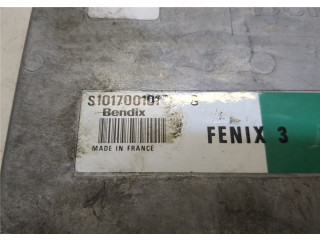 S101700101 G
Bendix
FENIX 3
MADE IN FRANCE